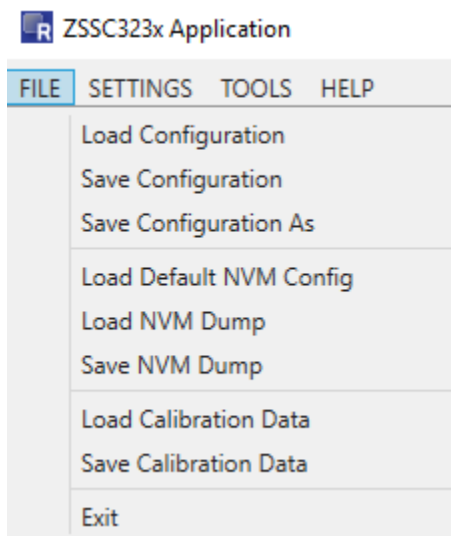 R ZSSC323x Application
FILE SETTINGS TOOLS HELP
Load Configuration
Save Configuration
Save Configuration As
Load Default NVM Config
Load NVM Dump
Save NVM Dump
Load Calibration Data
Save Calibration Data
Exit